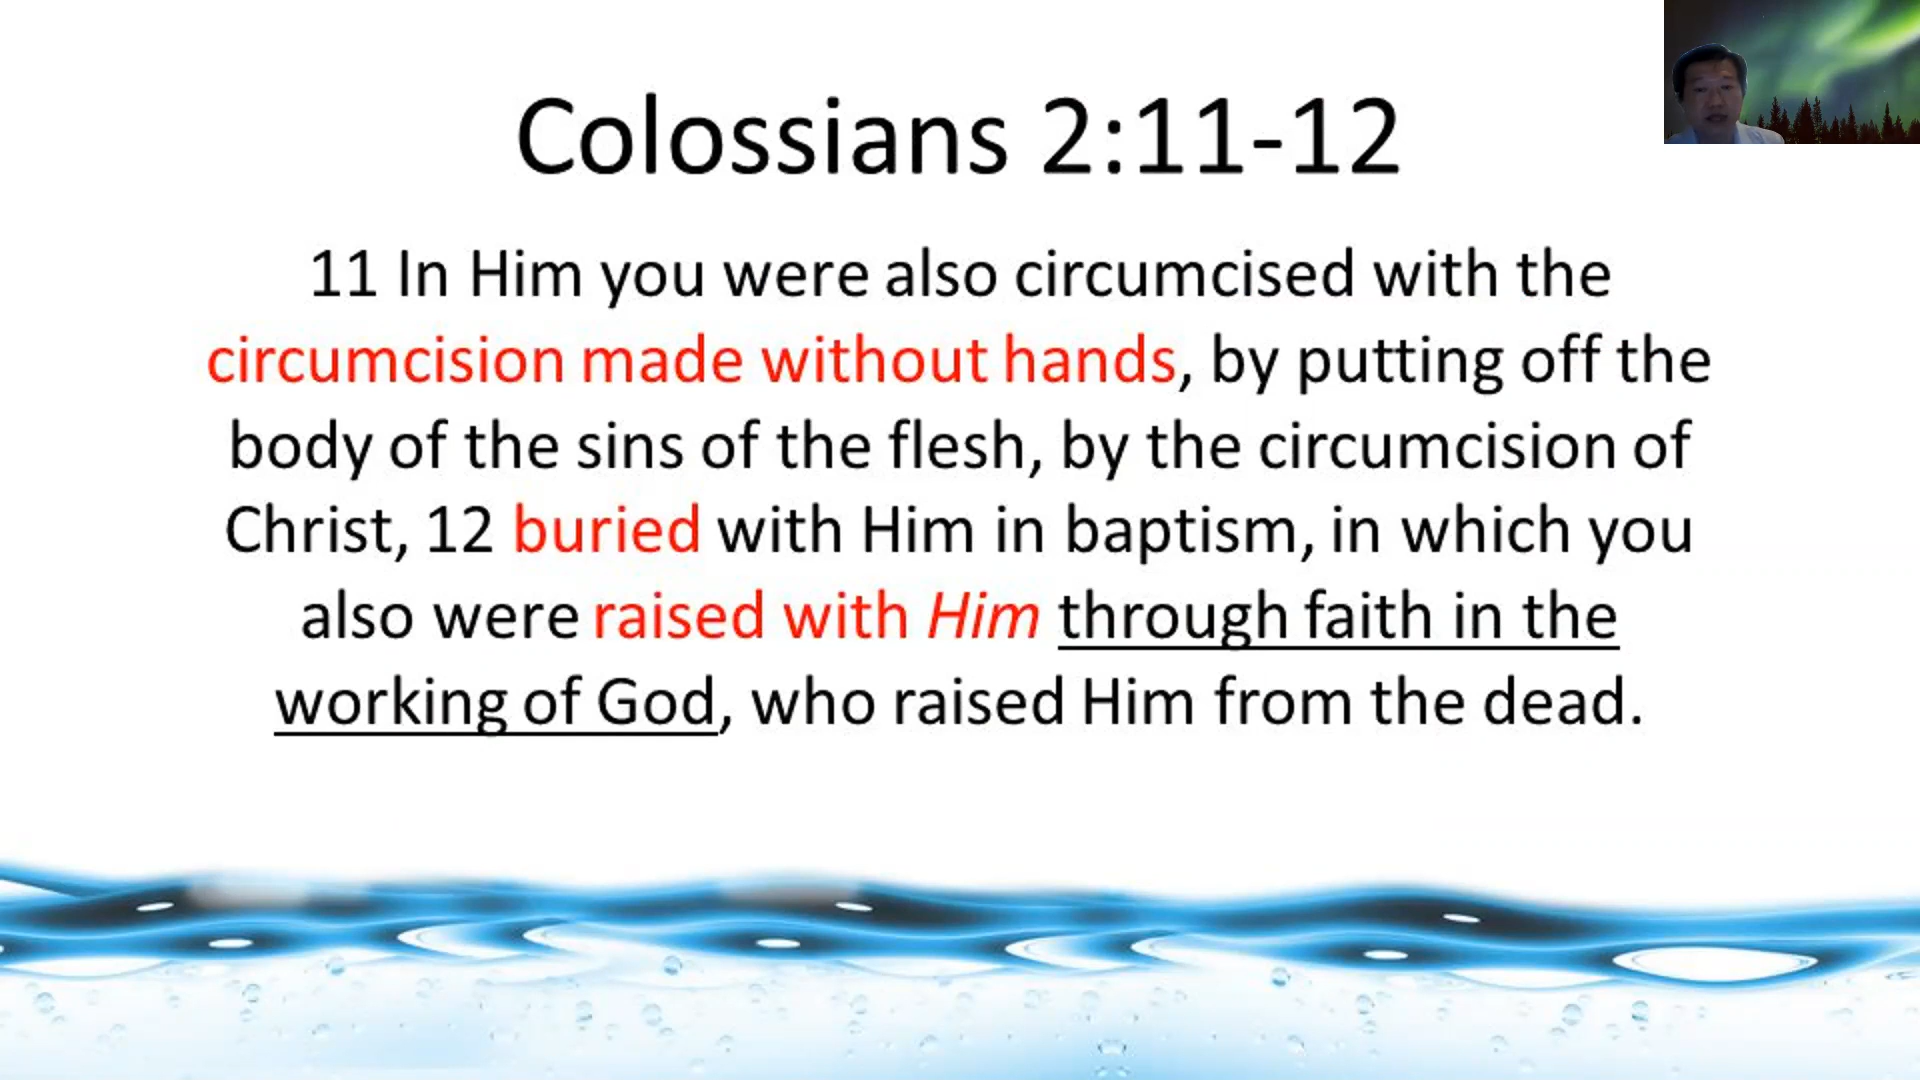 Colossians 2:11-12
11 In Him you were also circumcised with the
circumcision made without hands, by putting off the
body of the sins of the flesh, by the circumcision of
Christ, 12 buried with Him in baptism, in which you
also were raised with Him through faith in the
working of God, who raised Him from the dead.